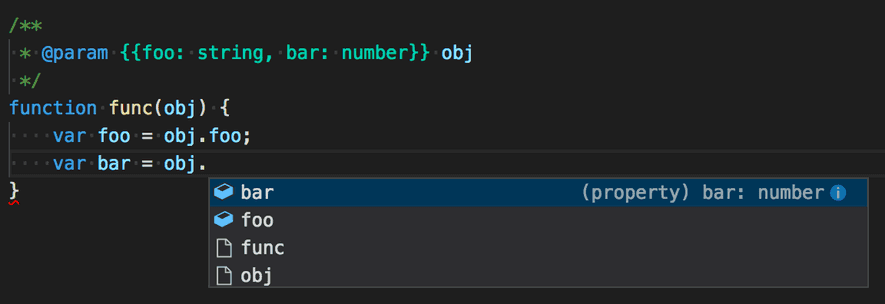 /**
 * @param {{foo: string, bar: number}} obj
 */
function func(obj) {
    var foo = obj.foo;
    var bar = obj.
}
bar (property) bar: number
foo
func
obj